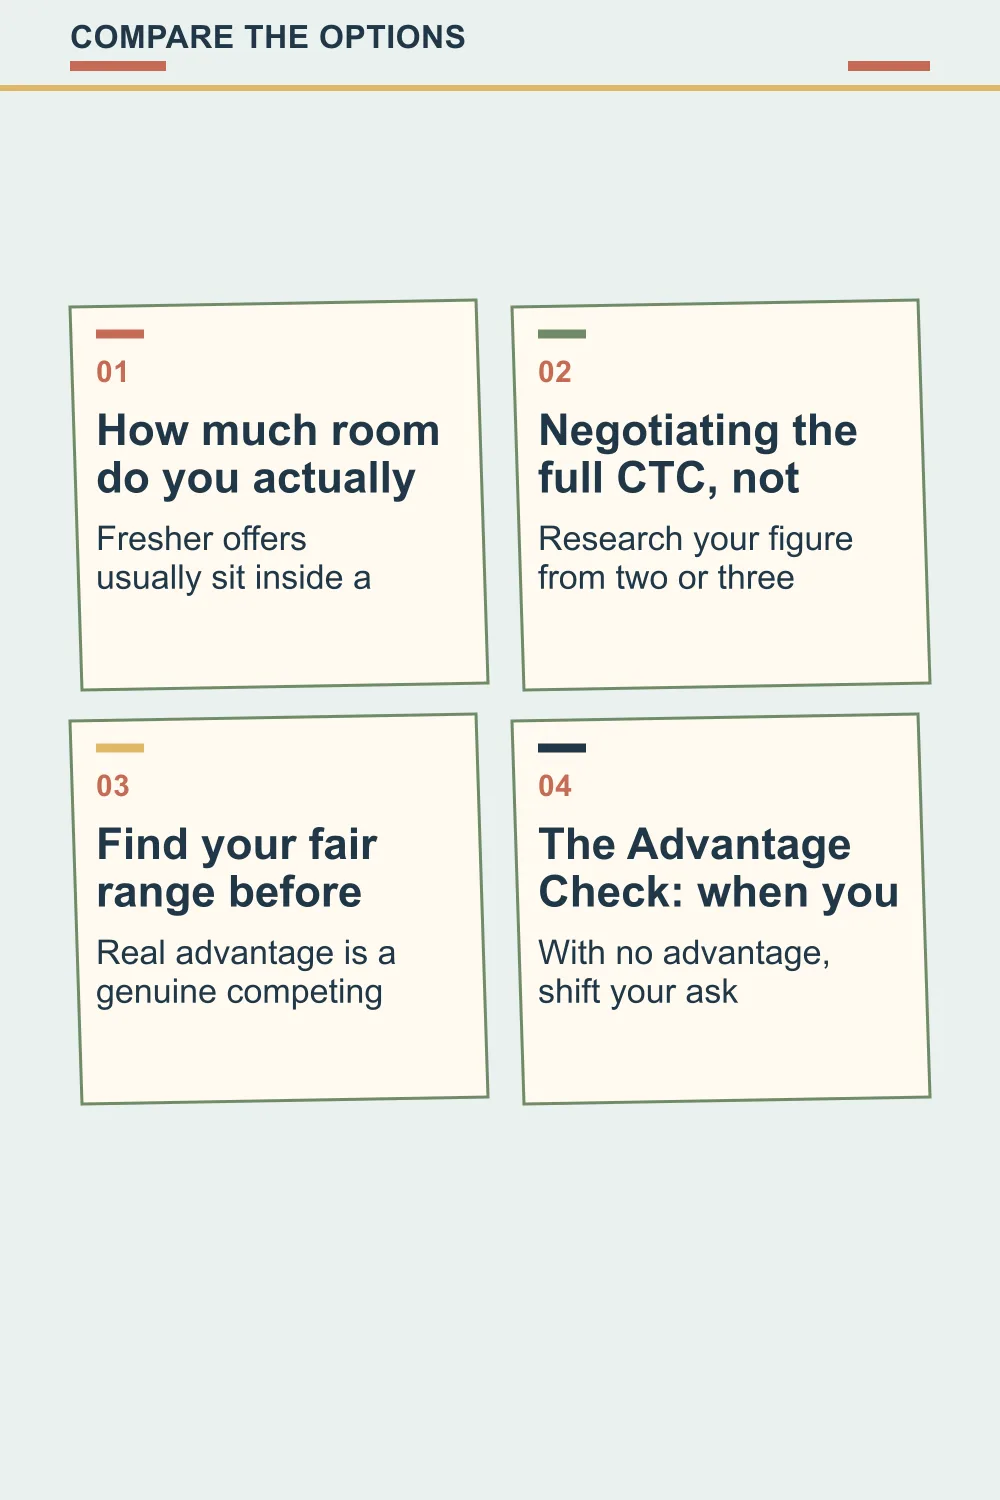 COMPARE THE OPTIONS
01
How much room
do you actually
Fresher offers
usually sit inside a
02
Negotiating the
full CTC, not
Research your figure
from two or three
03
Find your fair
range before
Real advantage is a
genuine competing
04
The Advantage
Check: when you
With no advantage,
shift your ask